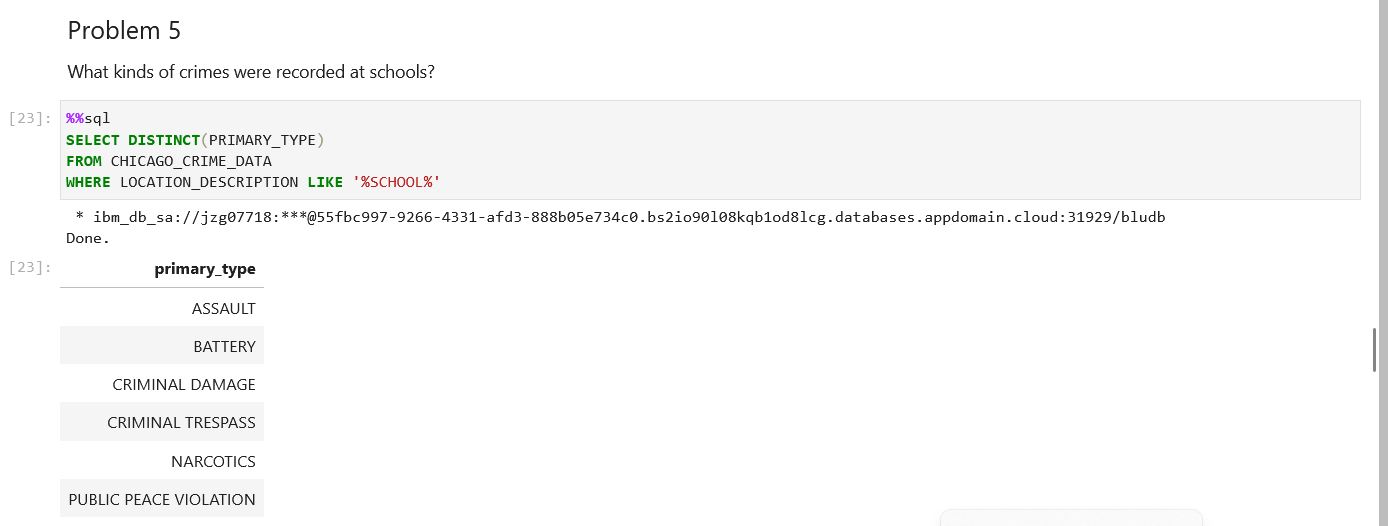 Problem 5
What kinds of crimes were recorded at schools?
[23]: %%sql
SELECT DISTINCT(PRIMARY_TYPE)
FROM CHICAGO_CRIME_DATA
WHERE LOCATION_DESCRIPTION LIKE '%SCHOOL%'
* ibm_db_sa://jzg07718:***@55fbc997-9266-4331-afd3-888b05e734c0.bs2io90l08kqb1od8lcg.databases.appdomain.cloud:31929/bludb
Done.
[23]: primary_type
ASSAULT
BATTERY
CRIMINAL DAMAGE
CRIMINAL TRESPASS
NARCOTICS
PUBLIC PEACE VIOLATION